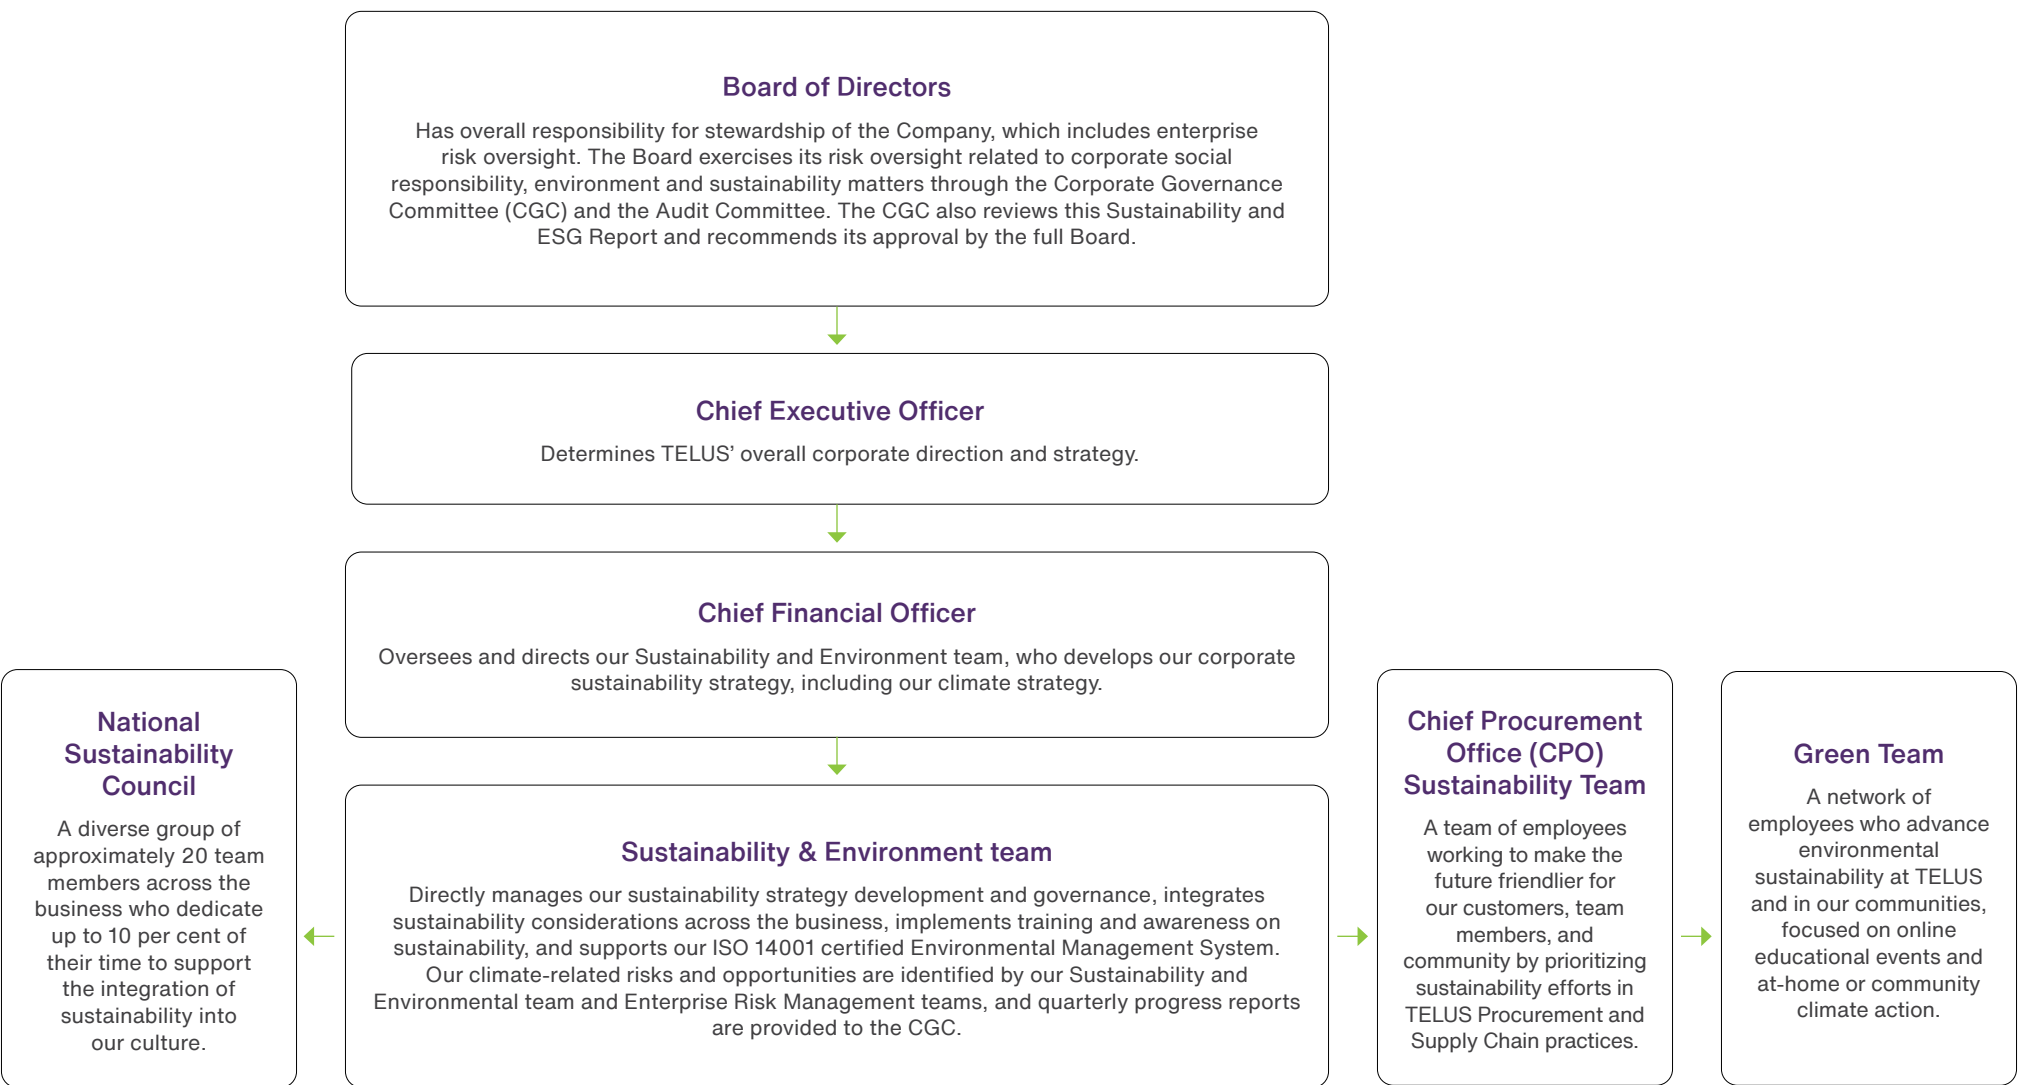 Board of Directors
Has overall responsibility for stewardship of the Company, which includes enterprise
risk oversight. The Board exercises its risk oversight related to corporate social
responsibility, environment and sustainability matters through the Corporate Governance
Committee (CGC) and the Audit Committee. The CGC also reviews this Sustainability and
ESG Report and recommends its approval by the full Board.
Chief Executive Officer
Determines TELUS’ overall corporate direction and strategy.
Chief Financial Officer
Oversees and directs our Sustainability and Environment team, who develops our corporate
sustainability strategy, including our climate strategy.
National
Sustainability
Council
A diverse group of
approximately 20 team
members across the
business who dedicate
up to 10 per cent of
their time to support
the integration of
sustainability into
our culture.
Sustainability & Environment team
Directly manages our sustainability strategy development and governance, integrates
sustainability considerations across the business, implements training and awareness on
sustainability, and supports our ISO 14001 certified Environmental Management System.
Our climate-related risks and opportunities are identified by our Sustainability and
Environmental team and Enterprise Risk Management teams, and quarterly progress reports
are provided to the CGC.
Chief Procurement
Office (CPO)
Sustainability Team
A team of employees
working to make the
future friendlier for
our customers, team
members, and
community by prioritizing
sustainability efforts in
TELUS Procurement and
Supply Chain practices.
Green Team
A network of
employees who advance
environmental
sustainability at TELUS
and in our communities,
focused on online
educational events and
at-home or community
climate action.